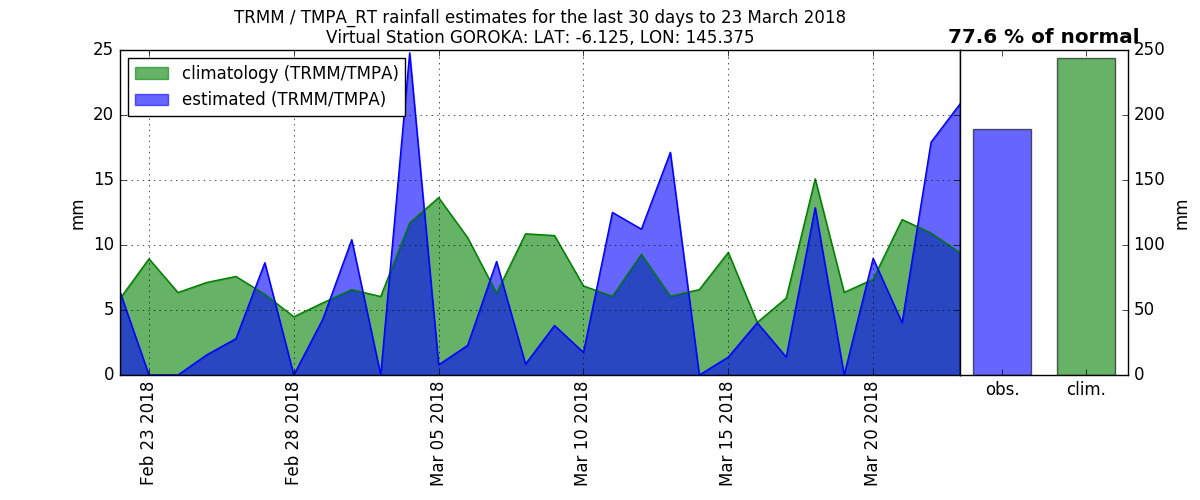 TRMM / TMPA_RT rainfall estimates for the last 30 days to 23 March 2018
Virtual Station GOROKA: LAT: -6.125, LON: 145.375
77.6 % of normal
climatology (TRMM/TMPA)
estimated (TRMM/TMPA)
25
20
15
10
5
0
mm
250
200
150
100
50
0
mm
Feb 23 2018
Feb 28 2018
Mar 05 2018
Mar 10 2018
Mar 15 2018
Mar 20 2018
obs.
clim.